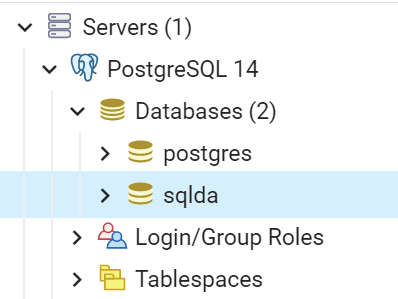 Servers (1)
PostgreSQL 14
Databases (2)
postgres
sqlda
Login/Group Roles
Tablespaces